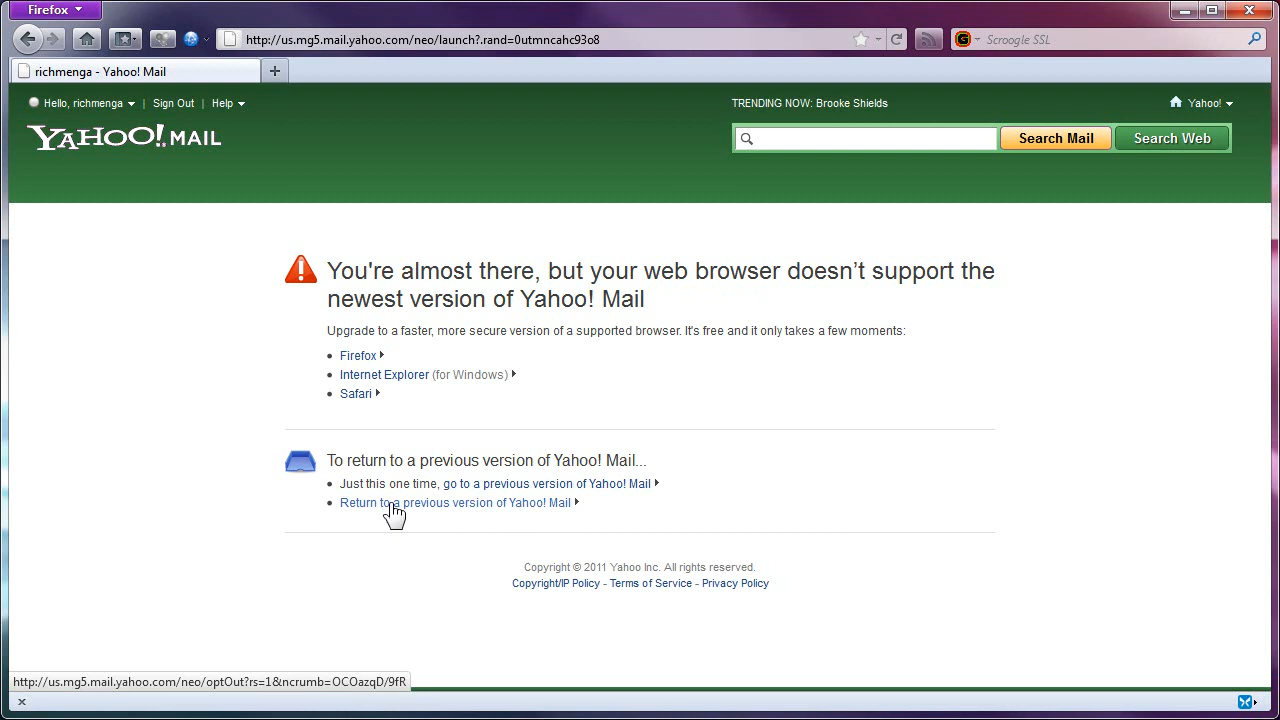 Firefox
http://us.mg5.mail.yahoo.com/neo/launch?.rand=0utmncahc93o8
Scroogle SSL
richmenga - Yahoo! Mail
Hello, richmenga | Sign Out | Help
TRENDING NOW: Brooke Shields
Yahoo!
YAHOO! MAIL
Search Mail
Search Web
You're almost there, but your web browser doesn’t support the
newest version of Yahoo! Mail
Upgrade to a faster, more secure version of a supported browser. It's free and it only takes a few moments:
• Firefox
• Internet Explorer (for Windows)
• Safari
To return to a previous version of Yahoo! Mail...
• Just this one time, go to a previous version of Yahoo! Mail
• Return to a previous version of Yahoo! Mail
Copyright © 2011 Yahoo Inc. All rights reserved.
Copyright/IP Policy - Terms of Service - Privacy Policy
http://us.mg5.mail.yahoo.com/neo/optOut?rs=1&ncrumb=OCOazqD/9fR